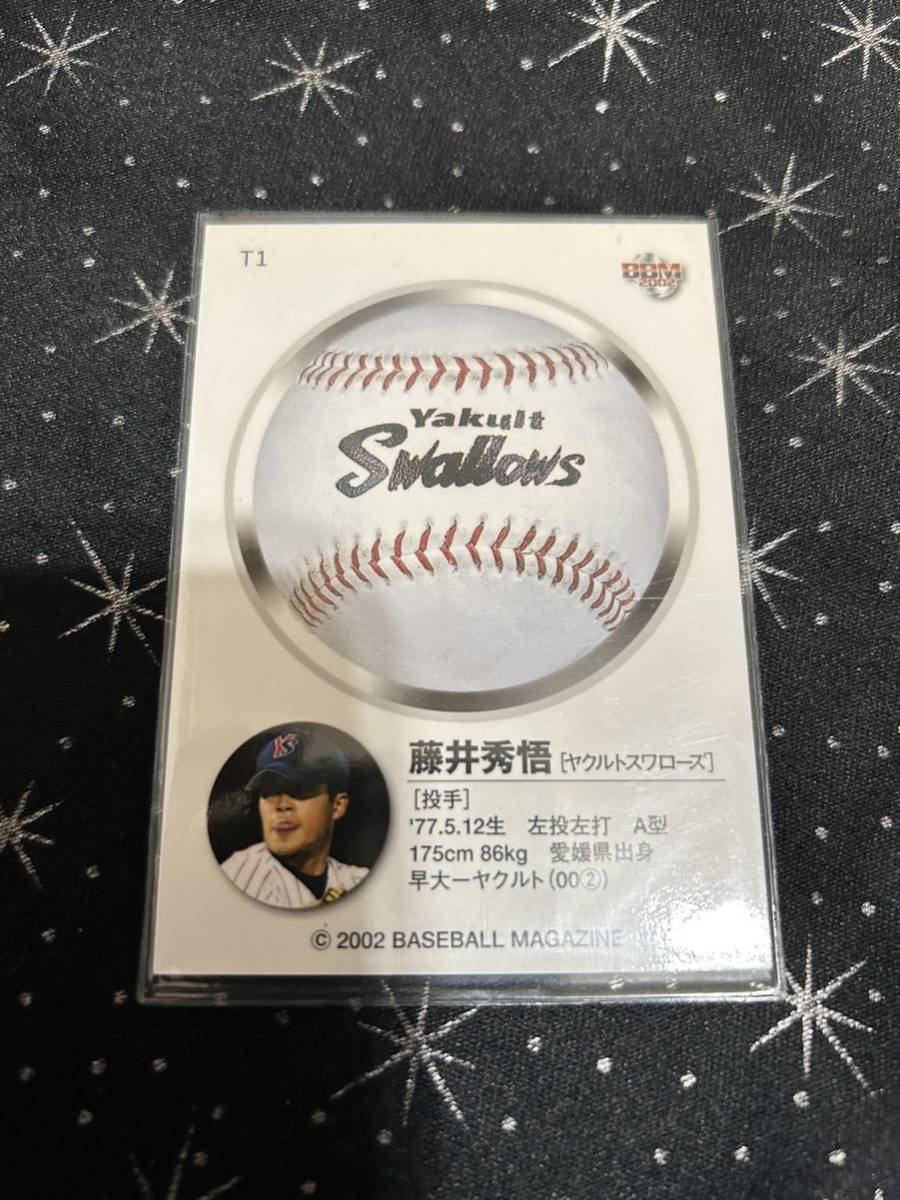 T1
BBM
2002
Yakult
Swallows
YS
藤井秀悟 [ヤクルトスワローズ]
[投手]
'77.5.12生 左投左打 A型
175cm 86kg 愛媛県出身
早大ーヤクルト(00②)
© 2002 BASEBALL MAGAZINE